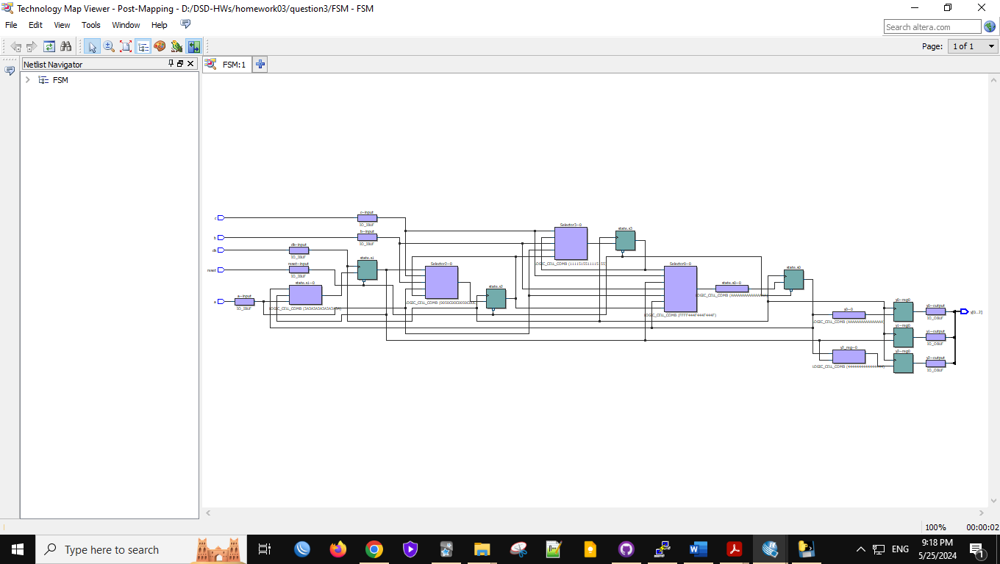 Technology Map Viewer - Post-Mapping - D:/DSD-HWs/homework03/question3/FSM - FSM
File Edit View Tools Window Help
Search altera.com
Page: 1 of 1
Netlist Navigator
FSM:1
FSM
c
c~input
IO_IBUF
b
b~input
IO_IBUF
clk
clk~input
IO_IBUF
reset
reset~input
IO_IBUF
a
a~input
IO_IBUF
state.s1
state.s1~0
LOGIC_CELL_COMB (3A3A3A3A3A3A3A3A)
Selector2~0
state.s2
Selector3~0
state.s3
Selector0~0
LOGIC_CELL_COMB (FFFF444F444F444F)
state.s0~0
LOGIC_CELL_COMB (AAAAAAAAAAAAAAAA)
state.s0
y0~0
LOGIC_CELL_COMB (AAAAAAAAAAAAAAAA)
y2_reg~0
LOGIC_CELL_COMB (4444444444444444)
y0~reg0
y0~output
IO_OBUF
y[0..2]
y1~reg0
y1~output
IO_OBUF
y2~reg0
y2~output
IO_OBUF
100% 00:00:02
Type here to search
ENG
9:18 PM
5/25/2024
1